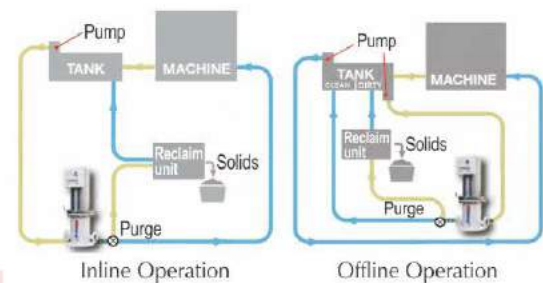 Pump
TANK
MACHINE
Reclaim
unit
Solids
Purge
Inline Operation
Pump
TANK
CLEAN DIRTY
MACHINE
Reclaim
unit
Solids
Purge
Offline Operation